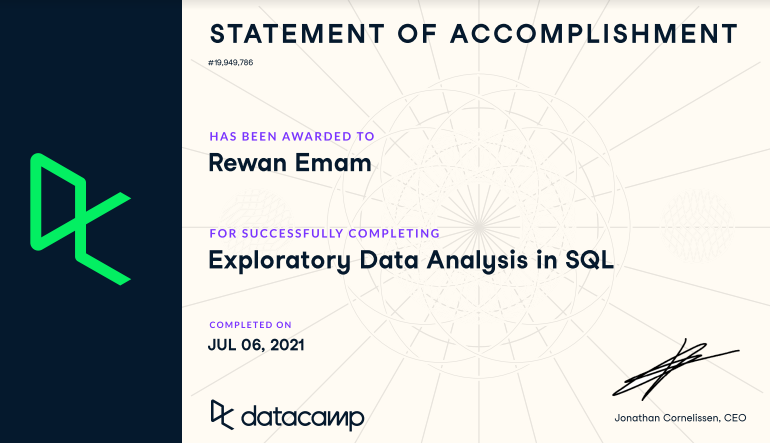 STATEMENT OF ACCOMPLISHMENT
#19,949,786
HAS BEEN AWARDED TO
Rewan Emam
FOR SUCCESSFULLY COMPLETING
Exploratory Data Analysis in SQL
COMPLETED ON
JUL 06, 2021
datacamp
Jonathan Cornelissen, CEO